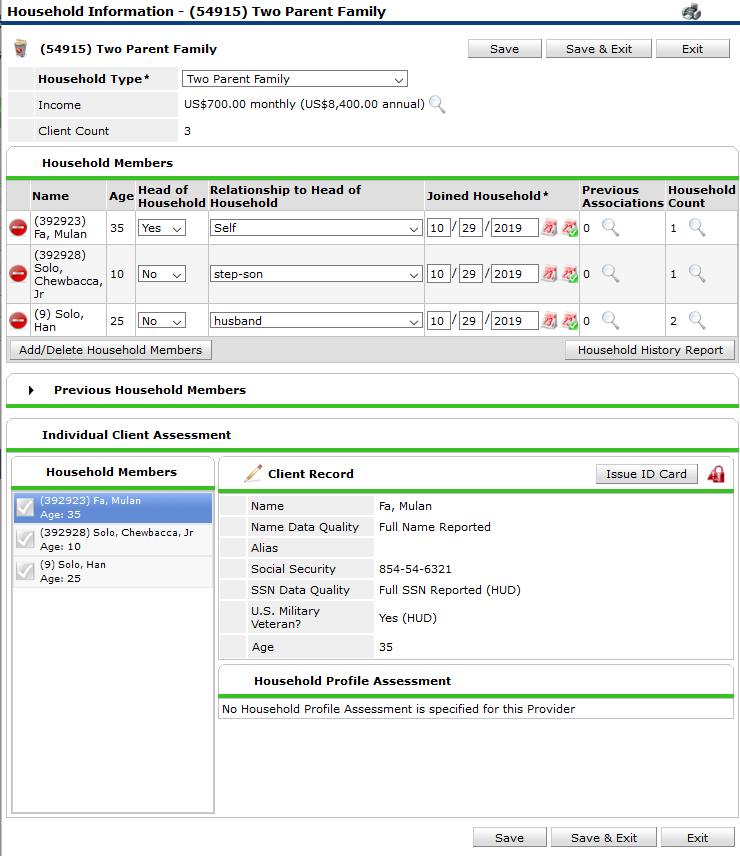 Household Information - (54915) Two Parent Family
(54915) Two Parent Family
Save
Save & Exit
Exit
Household Type*
Two Parent Family
Income
US$700.00 monthly (US$8,400.00 annual)
Client Count
3
Household Members
Name
Age
Head of Household
Relationship to Head of Household
Joined Household*
Previous Associations
Household Count
(392923) Fa, Mulan
35
Yes
Self
10 / 29 / 2019
0
1
(392928) Solo, Chewbacca, Jr
10
No
step-son
10 / 29 / 2019
0
1
(9) Solo, Han
25
No
husband
10 / 29 / 2019
0
2
Add/Delete Household Members
Household History Report
Previous Household Members
Individual Client Assessment
Household Members
(392923) Fa, Mulan
Age: 35
(392928) Solo, Chewbacca, Jr
Age: 10
(9) Solo, Han
Age: 25
Client Record
Issue ID Card
Name
Fa, Mulan
Name Data Quality
Full Name Reported
Alias
Social Security
854-54-6321
SSN Data Quality
Full SSN Reported (HUD)
U.S. Military Veteran?
Yes (HUD)
Age
35
Household Profile Assessment
No Household Profile Assessment is specified for this Provider
Save
Save & Exit
Exit